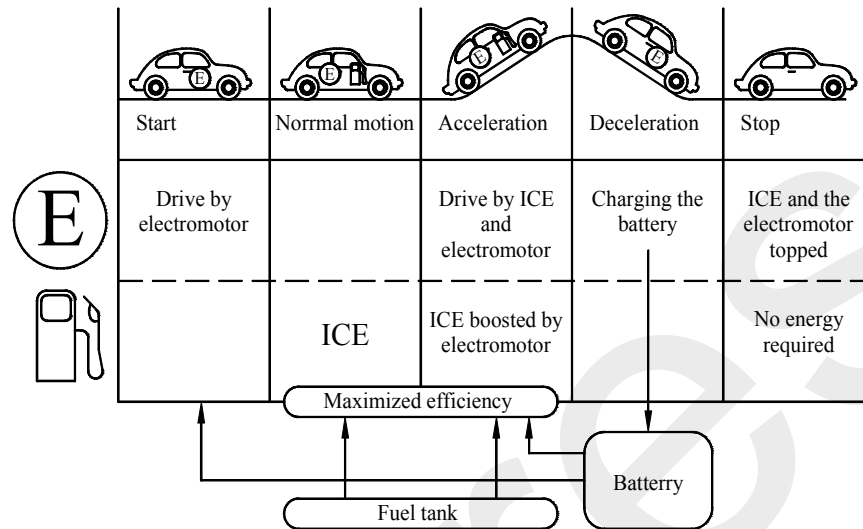 E
E
E
E
Start
Norrmal motion
Acceleration
Deceleration
Stop
E
Drive by
electromotor
Drive by ICE
and
electromotor
Charging the
battery
ICE and the
electromotor
topped
ICE
ICE boosted by
electromotor
No energy
required
Maximized efficiency
Fuel tank
Batterry
res